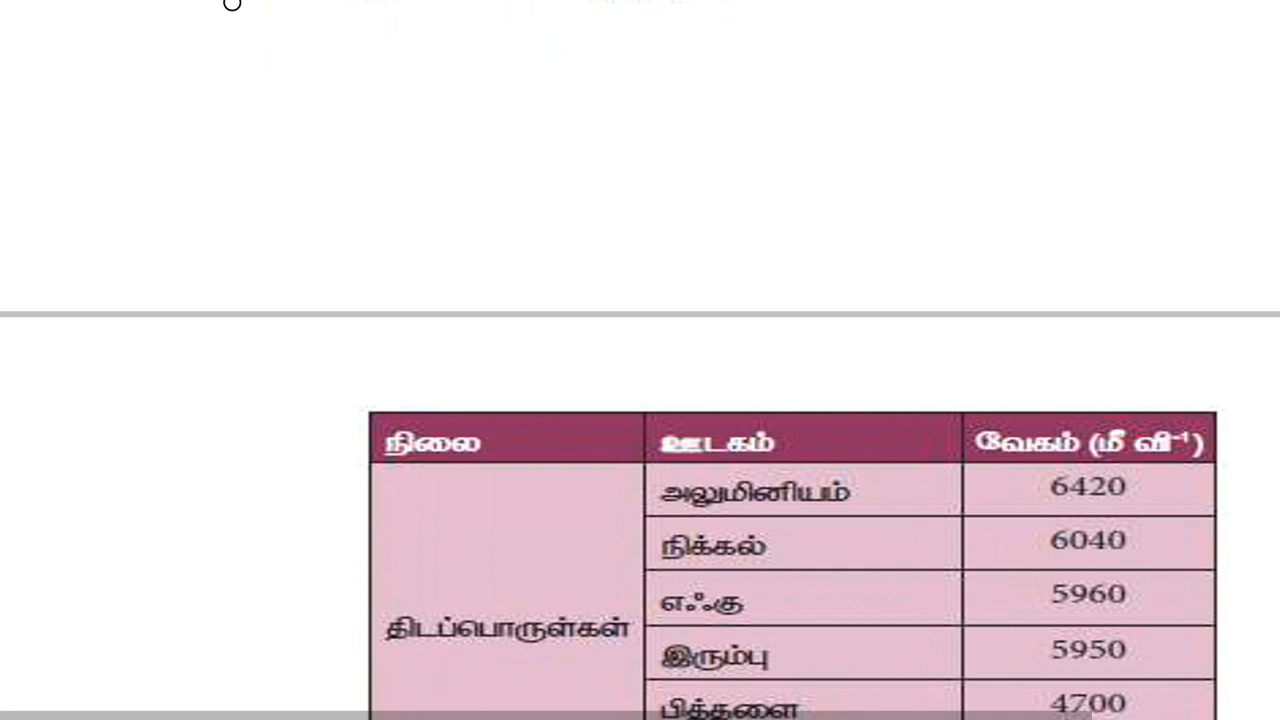 நிலை ஊடகம் வேகம் (மீ வி⁻¹)
அலுமினியம் 6420
நிக்கல் 6040
எஃகு 5960
திடப்பொருள்கள்
இரும்பு 5950
பித்தளை 4700